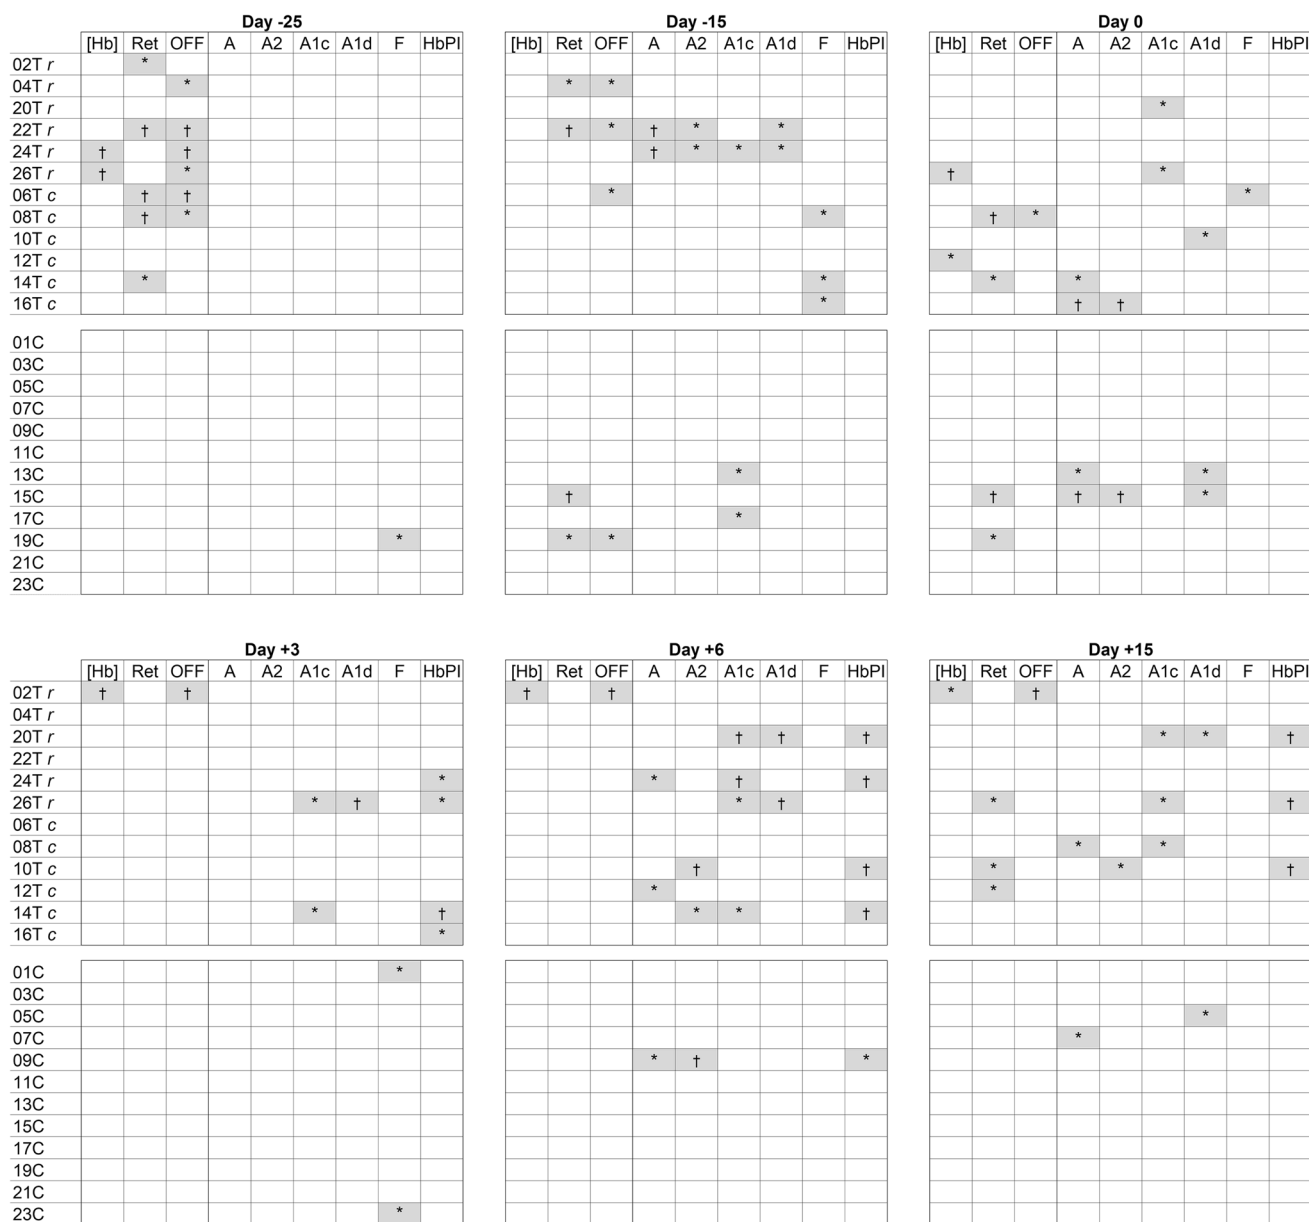 Day -25 Day -15 Day 0
[Hb] Ret OFF A A2 A1c A1d F HbPI [Hb] Ret OFF A A2 A1c A1d F HbPI [Hb] Ret OFF A A2 A1c A1d F HbPI
02T r *
04T r * * *
20T r *
22T r † † † * † * *
24T r † † † * * *
26T r † * † *
06T c † † * *
08T c † * * † *
10T c *
12T c *
14T c * * * *
16T c * † †
01C
03C
05C
07C
09C
11C
13C * * *
15C † † † † *
17C *
19C * * * *
21C
23C
Day +3 Day +6 Day +15
[Hb] Ret OFF A A2 A1c A1d F HbPI [Hb] Ret OFF A A2 A1c A1d F HbPI [Hb] Ret OFF A A2 A1c A1d F HbPI
02T r † † † † * †
04T r
20T r † † † * * †
22T r
24T r * * † †
26T r * † * * † * * †
06T c
08T c * *
10T c † † * * †
12T c * *
14T c * † * * †
16T c *
01C *
03C
05C *
07C *
09C * † *
11C
13C
15C
17C
19C
21C
23C *